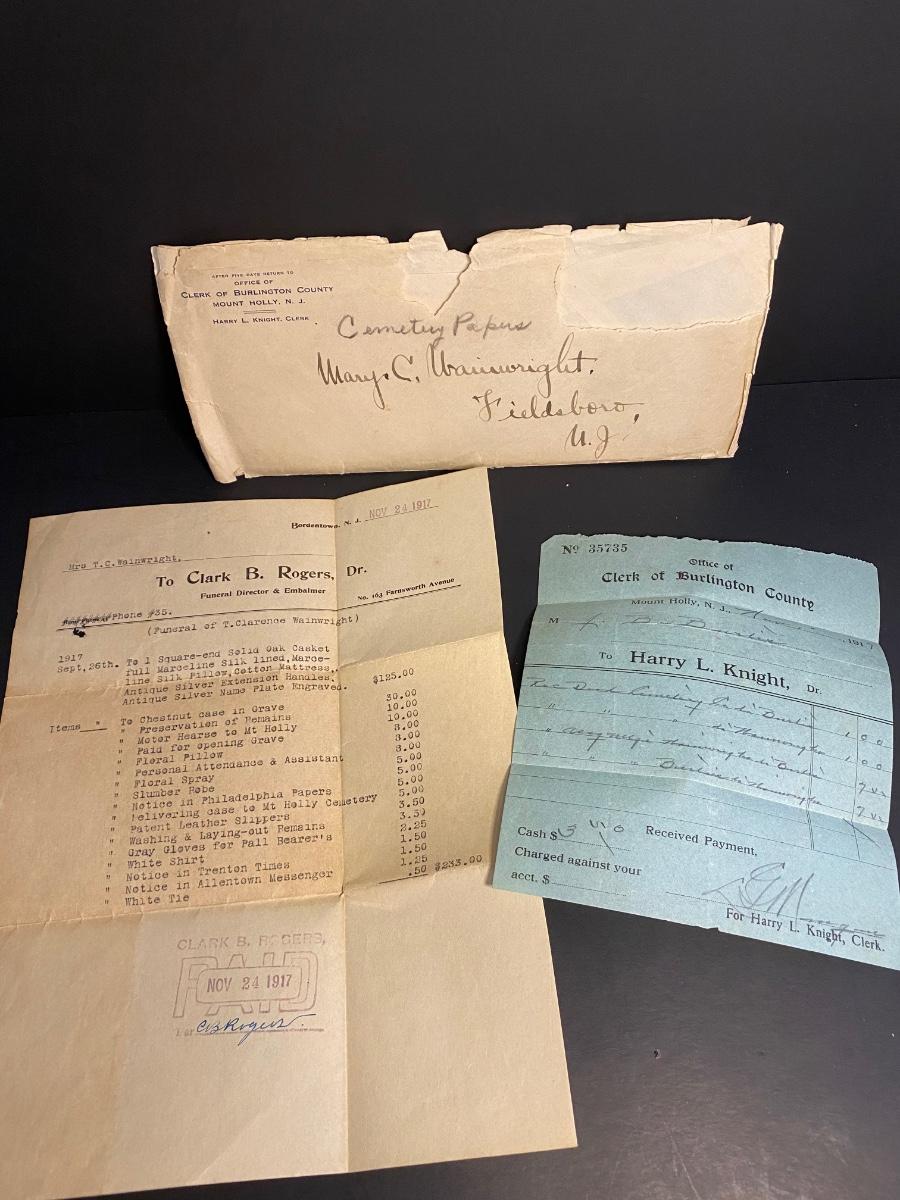 AFTER FIVE DAYS RETURN TO
OFFICE OF
CLERK OF BURLINGTON COUNTY
MOUNT HOLLY, N. J.
HARRY L. KNIGHT, CLERK
Cemetery Papers
Mary. C. Wainwright.
Fieldsboro,
N. J.
Bordentown, N. J. NOV 24 1917
Mrs T.C.Wainwright.
To Clark B. Rogers, Dr.
Funeral Director & Embalmer
No. 163 Farnsworth Avenue
Phone #35.
(Funeral of T.Clarence Wainwright)
1917
Sept,26th. To 1 Square-end Solid Oak Casket
full Marceline Silk lined,Marce-
line Silk Pillow,Cotton Mattress,
Antique Silver Extension Handles.
Antique Silver Name Plate Engraved. $125.00
Items " To Chestnut case in Grave 30.00
" Preservation of Remains 10.00
" Motor Hearse to Mt Holly 10.00
" Paid for opening Grave 8.00
" Floral Pillow 8.00
" Personal Attendance & Assistant 5.00
" Floral Spray 5.00
" Slumber Robe 5.00
" Notice in Philadelphia Papers 5.00
" Delivering case to Mt Holly Cemetery 3.50
" Patent Leather Slippers 3.50
" Washing & Laying-out Remains 2.25
" Gray Gloves for Pall Bearer's 1.50
" White Shirt 1.50
" Notice in Trenton Times 1.25
" Notice in Allentown Messenger .50 $233.00
" White Tie
CLARK B. ROGERS,
PAID
NOV 24 1917
Per C B Rogers.
No 35735
Office of
Clerk of Burlington County
Mount Holly, N. J., 1917
M
To Harry L. Knight, Dr.
1 00
1 00
Cash $3 Received Payment,
Charged against your
acct. $
For Harry L. Knight, Clerk.